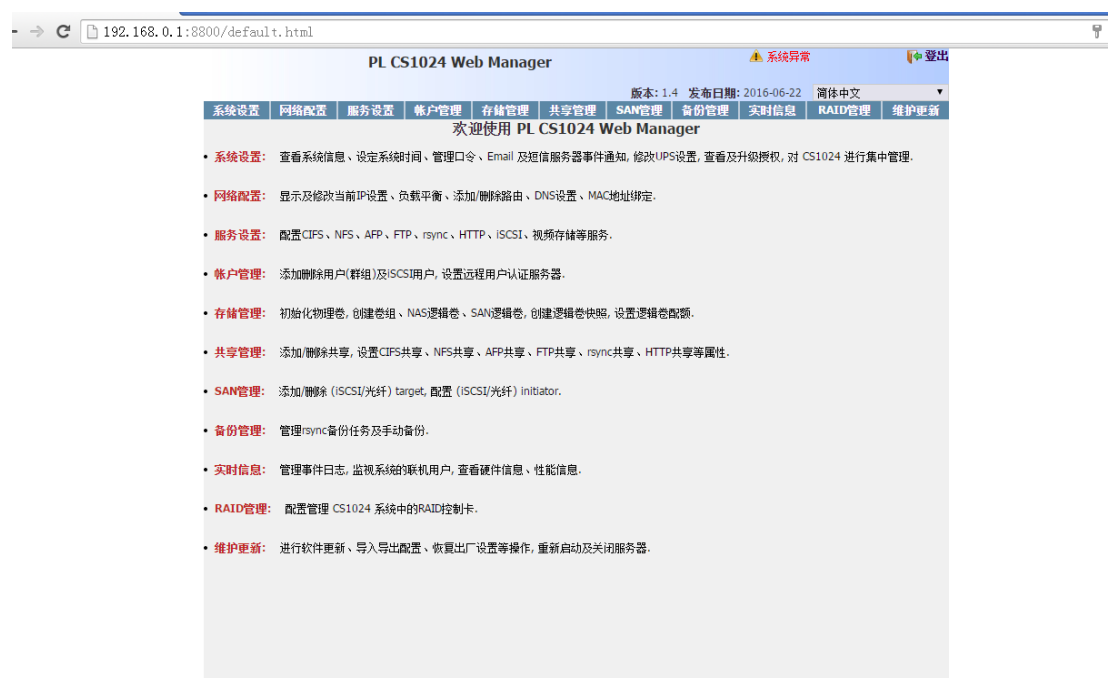 192.168.0.1:8800/default.html
PL CS1024 Web Manager
系统异常
登出
版本: 1.4 发布日期: 2016-06-22 简体中文
系统设置 网络配置 服务设置 帐户管理 存储管理 共享管理 SAN管理 备份管理 实时信息 RAID管理 维护更新
欢迎使用 PL CS1024 Web Manager
• 系统设置: 查看系统信息、设定系统时间、管理口令、Email 及短信服务器事件通知, 修改UPS设置, 查看及升级授权, 对 CS1024 进行集中管理.
• 网络配置: 显示及修改当前IP设置、负载平衡、添加/删除路由、DNS设置、MAC地址绑定.
• 服务设置: 配置CIFS、NFS、AFP、FTP、rsync、HTTP、iSCSI、视频存储等服务.
• 帐户管理: 添加删除用户(群组)及iSCSI用户, 设置远程用户认证服务器.
• 存储管理: 初始化物理卷, 创建卷组、NAS逻辑卷、SAN逻辑卷, 创建逻辑卷快照, 设置逻辑卷配额.
• 共享管理: 添加/删除共享, 设置CIFS共享、NFS共享、AFP共享、FTP共享、rsync共享、HTTP共享等属性.
• SAN管理: 添加/删除 (iSCSI/光纤) target, 配置 (iSCSI/光纤) initiator.
• 备份管理: 管理rsync备份任务及手动备份.
• 实时信息: 管理事件日志, 监视系统的联机用户, 查看硬件信息、性能信息.
• RAID管理: 配置管理 CS1024 系统中的RAID控制卡.
• 维护更新: 进行软件更新、导入导出配置、恢复出厂设置等操作, 重新启动及关闭服务器.